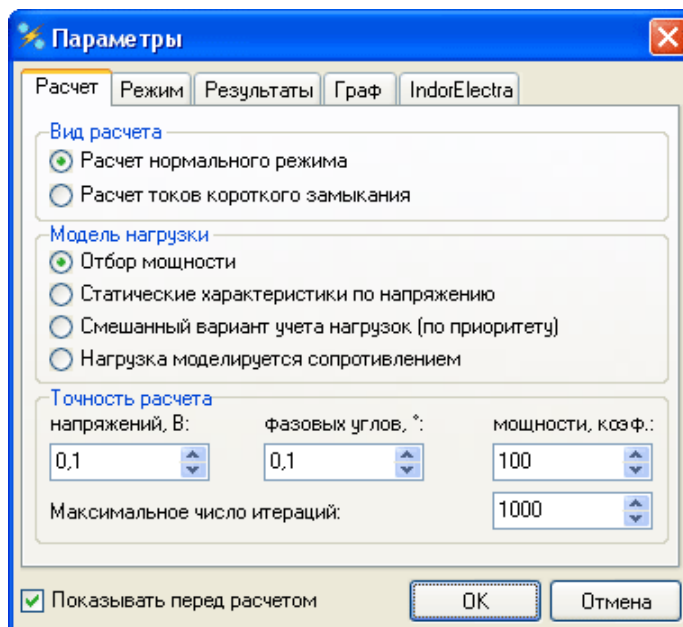 Параметры
Расчет Режим Результаты Граф IndorElectra
Вид расчета
Расчет нормального режима
Расчет токов короткого замыкания
Модель нагрузки
Отбор мощности
Статические характеристики по напряжению
Смешанный вариант учета нагрузок (по приоритету)
Нагрузка моделируется сопротивлением
Точность расчета
напряжений, В: фазовых углов, °: мощности, коэф.:
0,1 0,1 100
Максимальное число итераций: 1000
Показывать перед расчетом OK Отмена